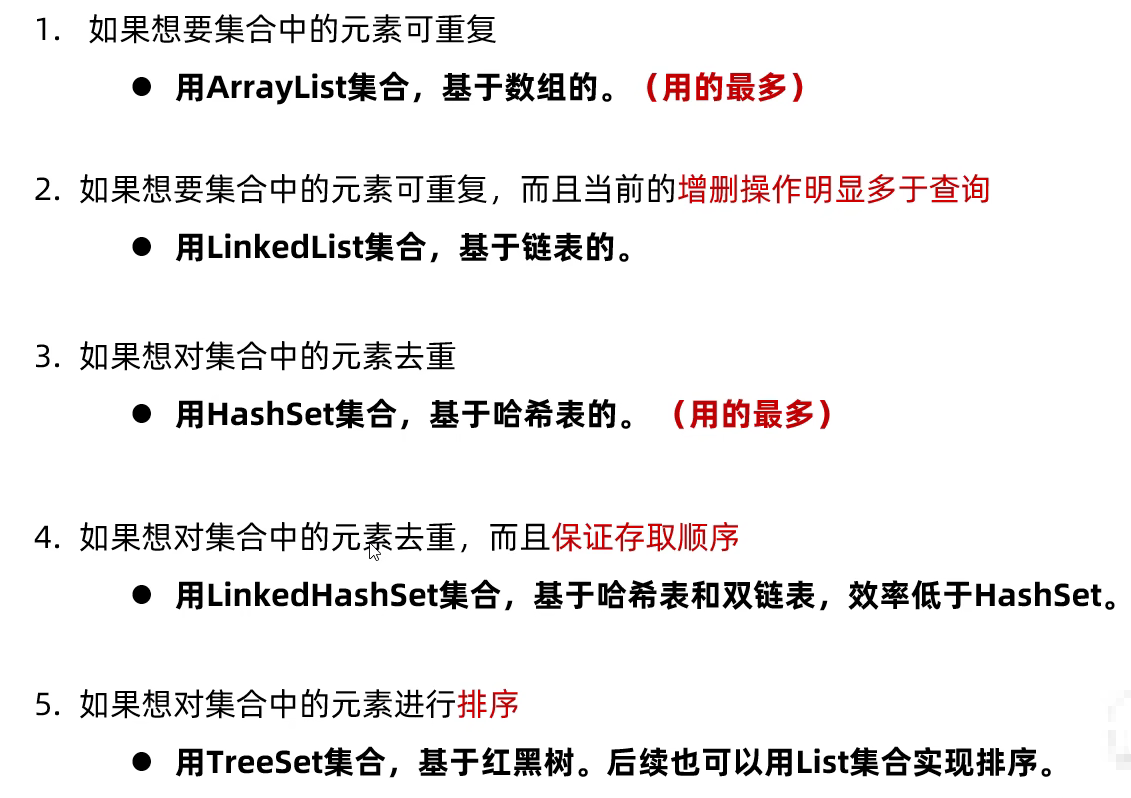 1. 如果想要集合中的元素可重复
● 用ArrayList集合，基于数组的。（用的最多）
2. 如果想要集合中的元素可重复，而且当前的增删操作明显多于查询
● 用LinkedList集合，基于链表的。
3. 如果想对集合中的元素去重
● 用HashSet集合，基于哈希表的。（用的最多）
4. 如果想对集合中的元素去重，而且保证存取顺序
● 用LinkedHashSet集合，基于哈希表和双链表，效率低于HashSet。
5. 如果想对集合中的元素进行排序
● 用TreeSet集合，基于红黑树。后续也可以用List集合实现排序。